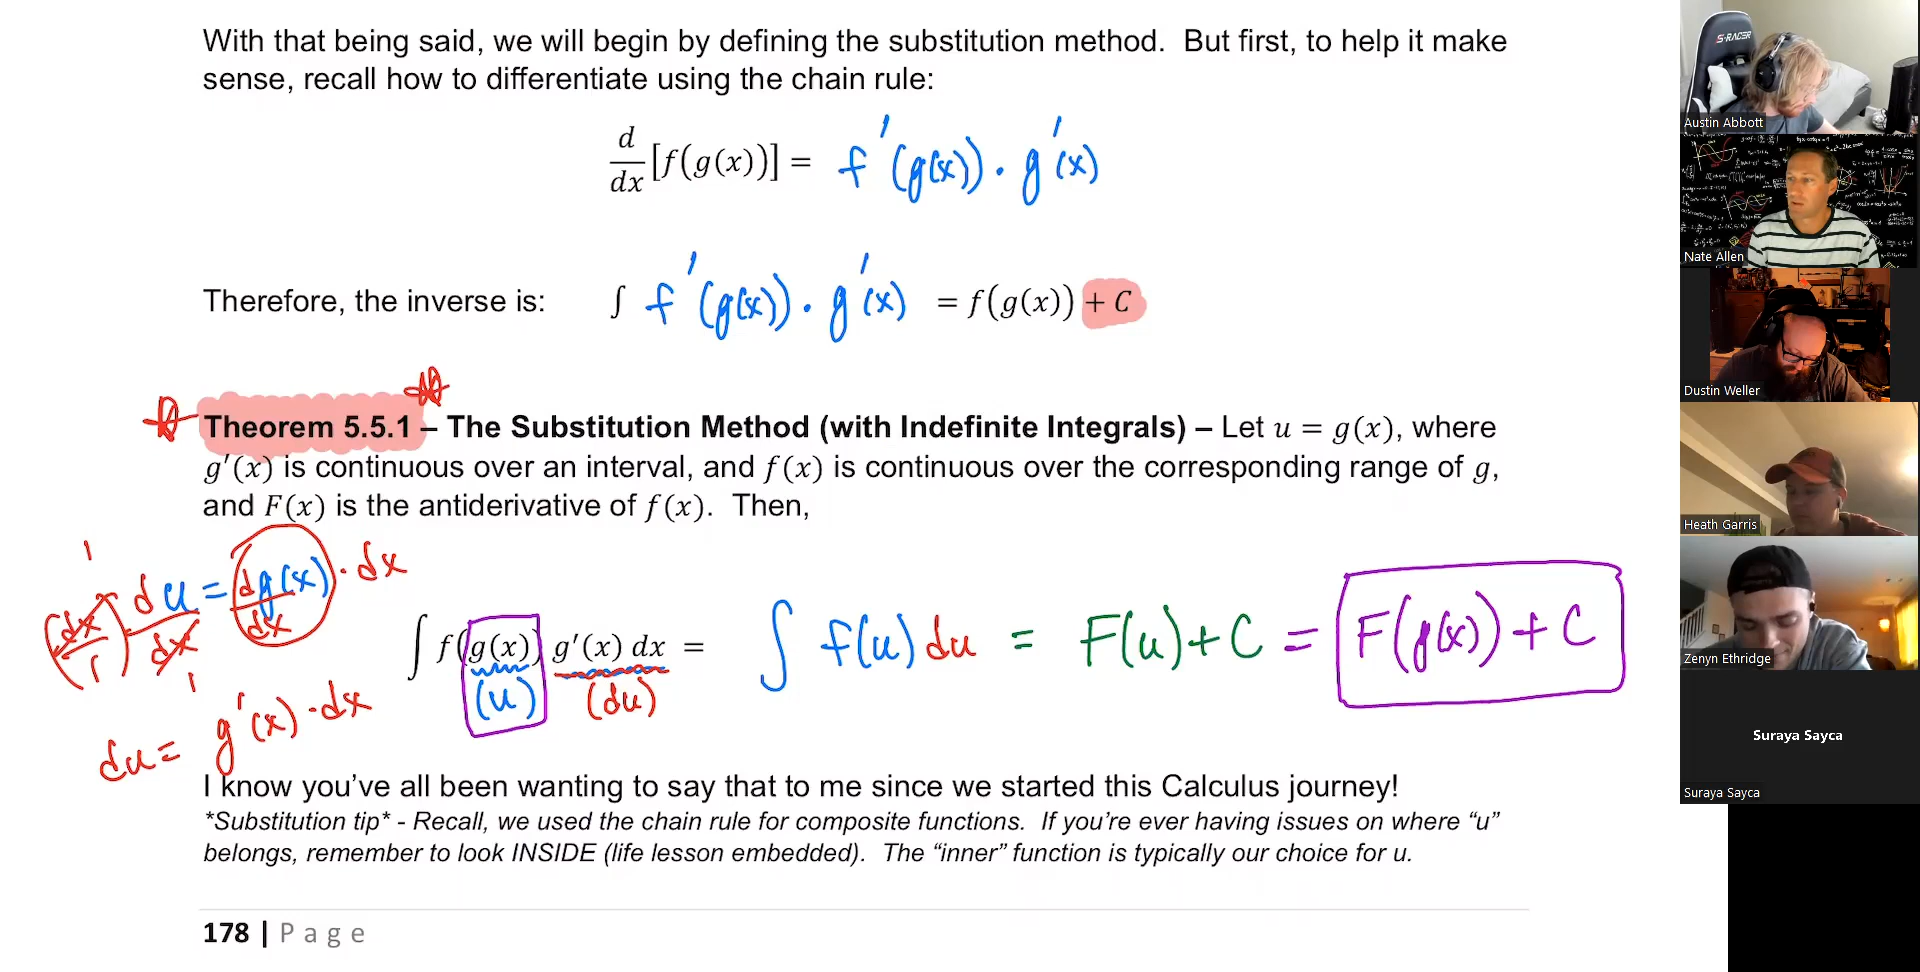 With that being said, we will begin by defining the substitution method. But first, to help it make
sense, recall how to differentiate using the chain rule:
d/dx [f(g(x))] = f'(g(x)) · g'(x)
Therefore, the inverse is: ∫ f'(g(x)) · g'(x) = f(g(x)) + C
Theorem 5.5.1 – The Substitution Method (with Indefinite Integrals) – Let u = g(x), where
g′(x) is continuous over an interval, and f(x) is continuous over the corresponding range of g,
and F(x) is the antiderivative of f(x). Then,
(dx/1) du/dx = dg(x)/dx · dx
1
1
∫ f(g(x)) g′(x) dx = ∫ f(u) du = F(u) + C = F(g(x)) + C
(u) (du)
du = g'(x) · dx
I know you've all been wanting to say that to me since we started this Calculus journey!
*Substitution tip* - Recall, we used the chain rule for composite functions. If you're ever having issues on where “u”
belongs, remember to look INSIDE (life lesson embedded). The “inner” function is typically our choice for u.
178 | Page
S-RACER
Austin Abbott
Nate Allen
Dustin Weller
Heath Garris
Zenyn Ethridge
Suraya Sayca
Suraya Sayca